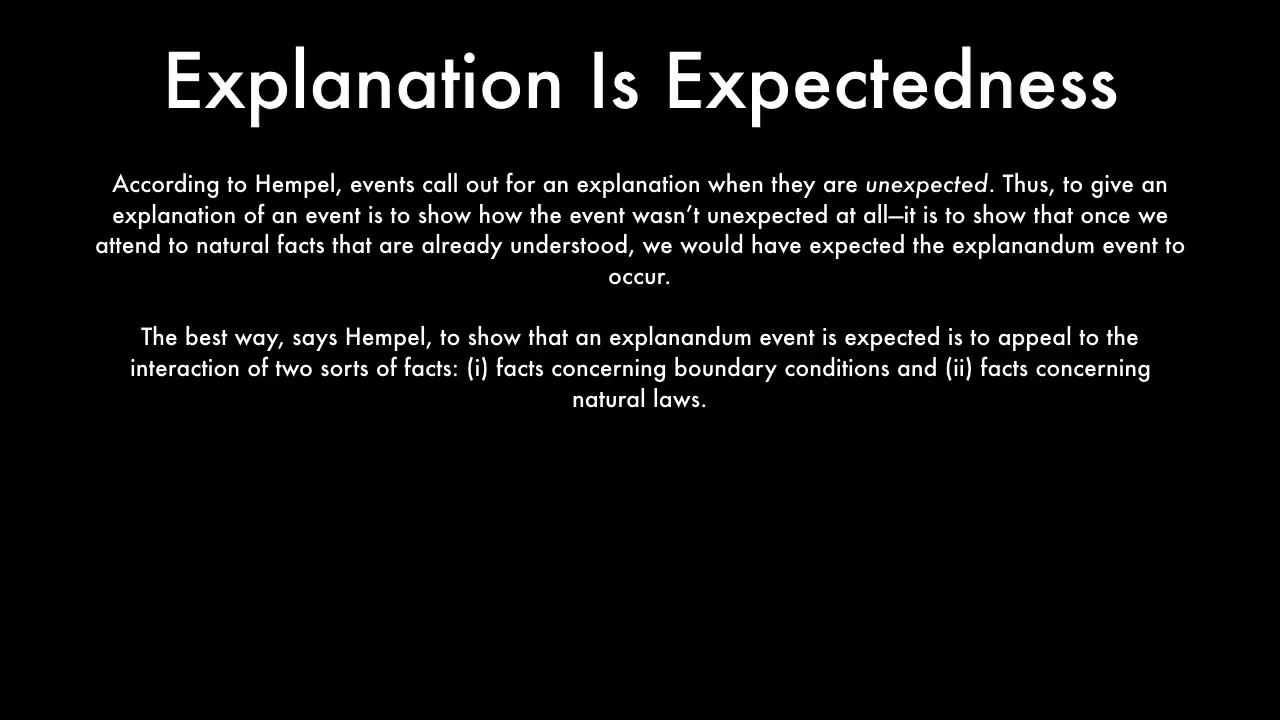 Explanation Is Expectedness
According to Hempel, events call out for an explanation when they are unexpected. Thus, to give an
explanation of an event is to show how the event wasn’t unexpected at all—it is to show that once we
attend to natural facts that are already understood, we would have expected the explanandum event to
occur.
The best way, says Hempel, to show that an explanandum event is expected is to appeal to the
interaction of two sorts of facts: (i) facts concerning boundary conditions and (ii) facts concerning
natural laws.